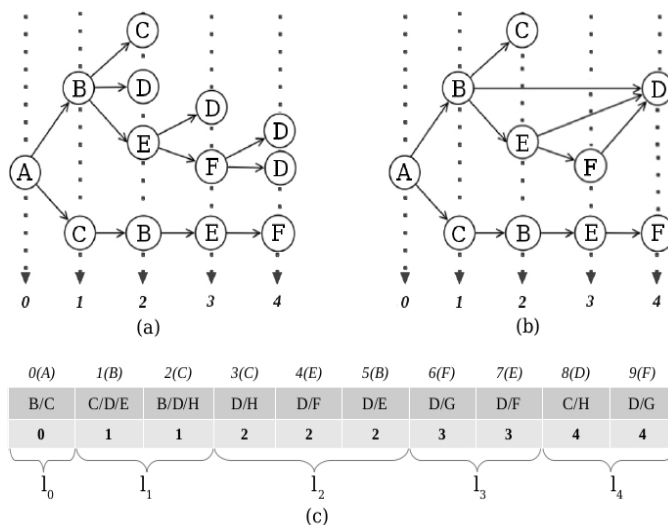 C
C
B
D
B
D
D
E
D
E
A
F
D
A
F
C
B
E
F
C
B
E
F
0 1 2 3 4
0 1 2 3 4
(a)
(b)
0(A) 1(B) 2(C) 3(C) 4(E) 5(B) 6(F) 7(E) 8(D) 9(F)
B/C C/D/E B/D/H D/H D/F D/E D/G D/F C/H D/G
0 1 1 2 2 2 3 3 4 4
l0 l1 l2 l3 l4
(c)